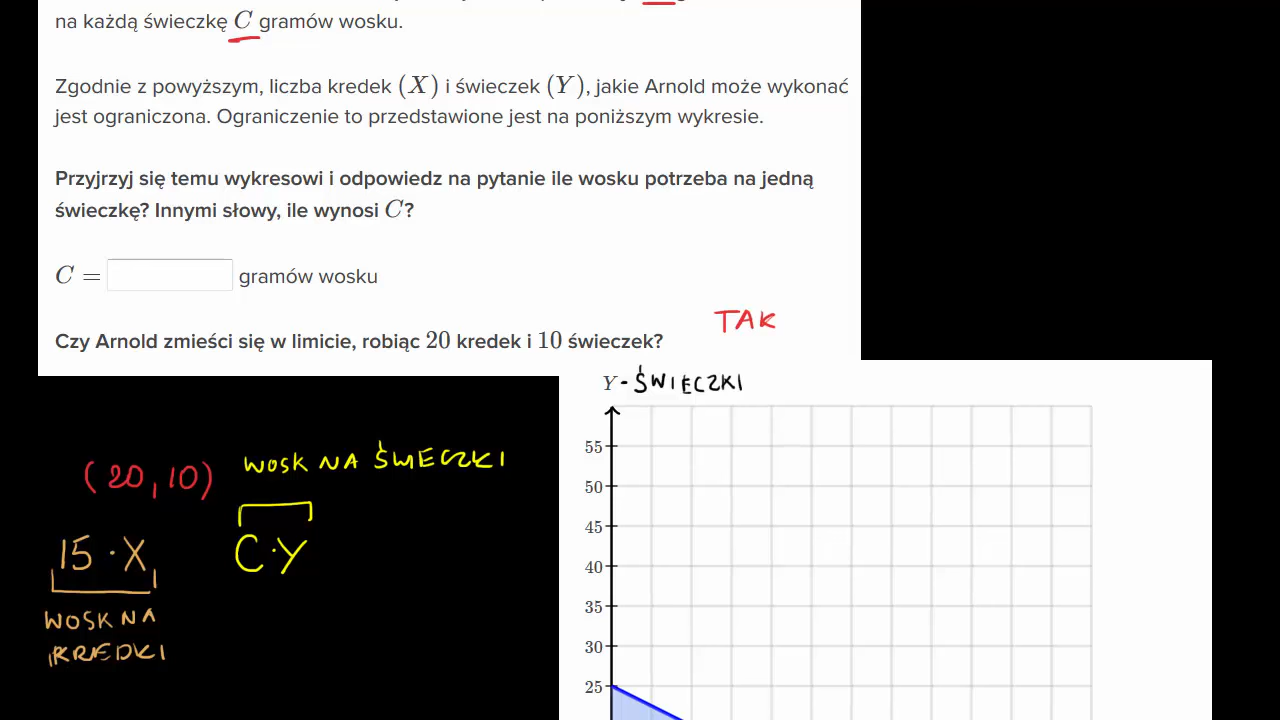 na każdą świeczkę C gramów wosku.
Zgodnie z powyższym, liczba kredek (X) i świeczek (Y), jakie Arnold może wykonać
jest ograniczona. Ograniczenie to przedstawione jest na poniższym wykresie.
Przyjrzyj się temu wykresowi i odpowiedz na pytanie ile wosku potrzeba na jedną
świeczkę? Innymi słowy, ile wynosi C?
C = gramów wosku
TAK
Czy Arnold zmieści się w limicie, robiąc 20 kredek i 10 świeczek?
Y - ŚWIECZKI
55
50
45
40
35
30
25
(20,10)
WOSK NA ŚWIECZKI
15 · X
C · Y
WOSK NA
KREDKI